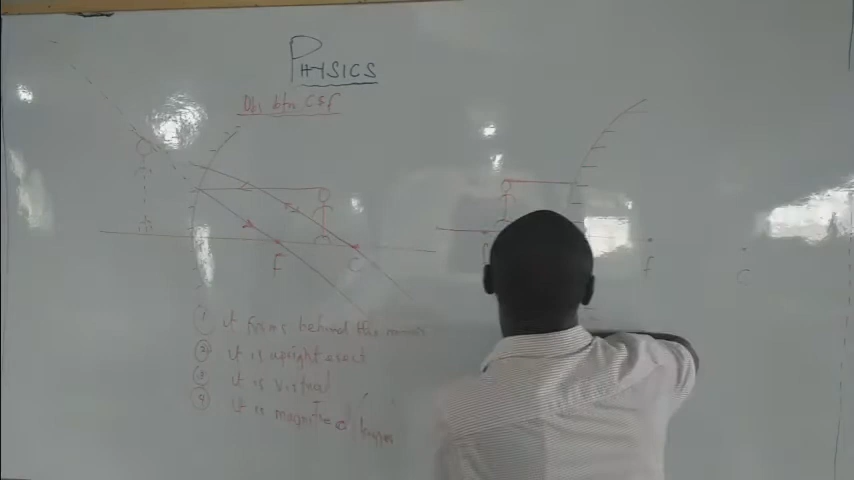 PHYSICS
Obj btn C & F
F
C
F
C
1 it forms behind the mirror
2 it is upright erect
3 it is virtual
4 it is magnified